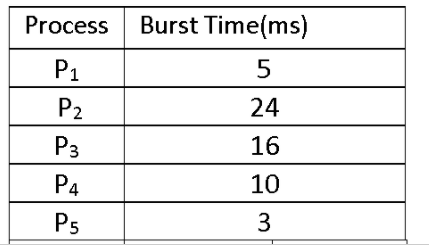 Process Burst Time(ms)
P₁ 5
P₂ 24
P₃ 16
P₄ 10
P₅ 3